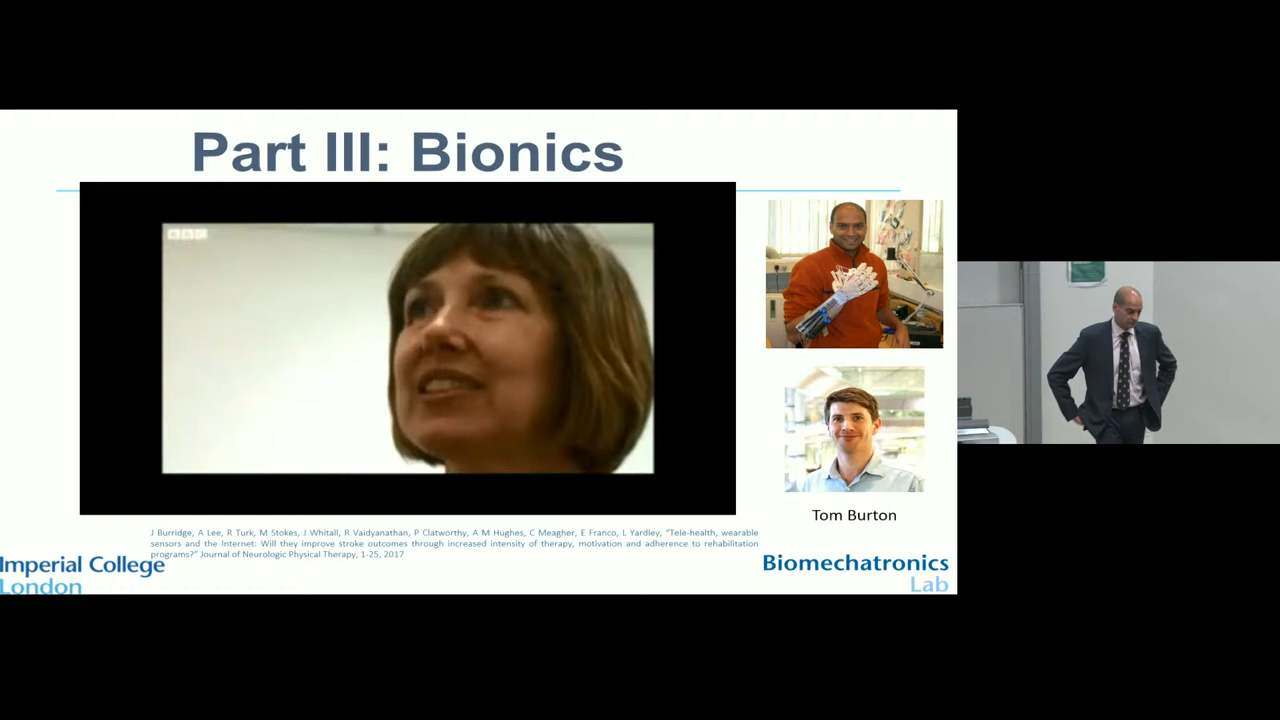 Part III: Bionics
BBC
Tom Burton
J Burridge, A Lee, R Turk, M Stokes, J Whitall, R Vaidyanathan, P Clatworthy, A M Hughes, C Meagher, E Franco, L Yardley, "Tele-health, wearable
sensors and the Internet: Will they improve stroke outcomes through increased intensity of therapy, motivation and adherence to rehabilitation
programs?" Journal of Neurologic Physical Therapy, 1-25, 2017
Imperial College
London
Biomechatronics
Lab